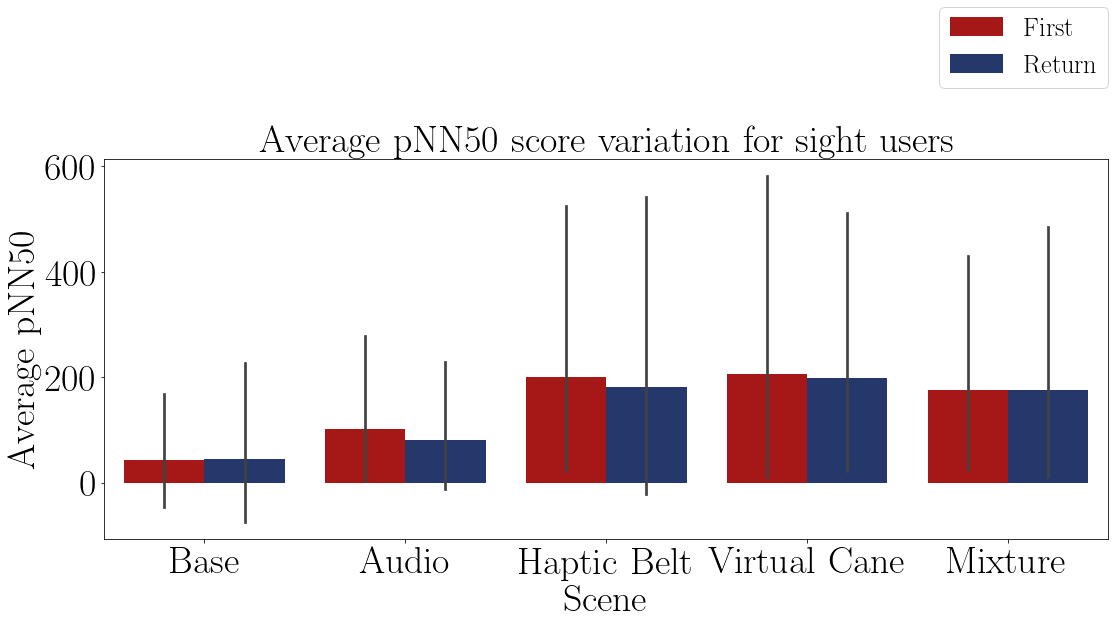 First
Return
Average pNN50 score variation for sight users
600
400
200
0
Average pNN50
Base
Audio
Haptic Belt
Virtual Cane
Mixture
Scene